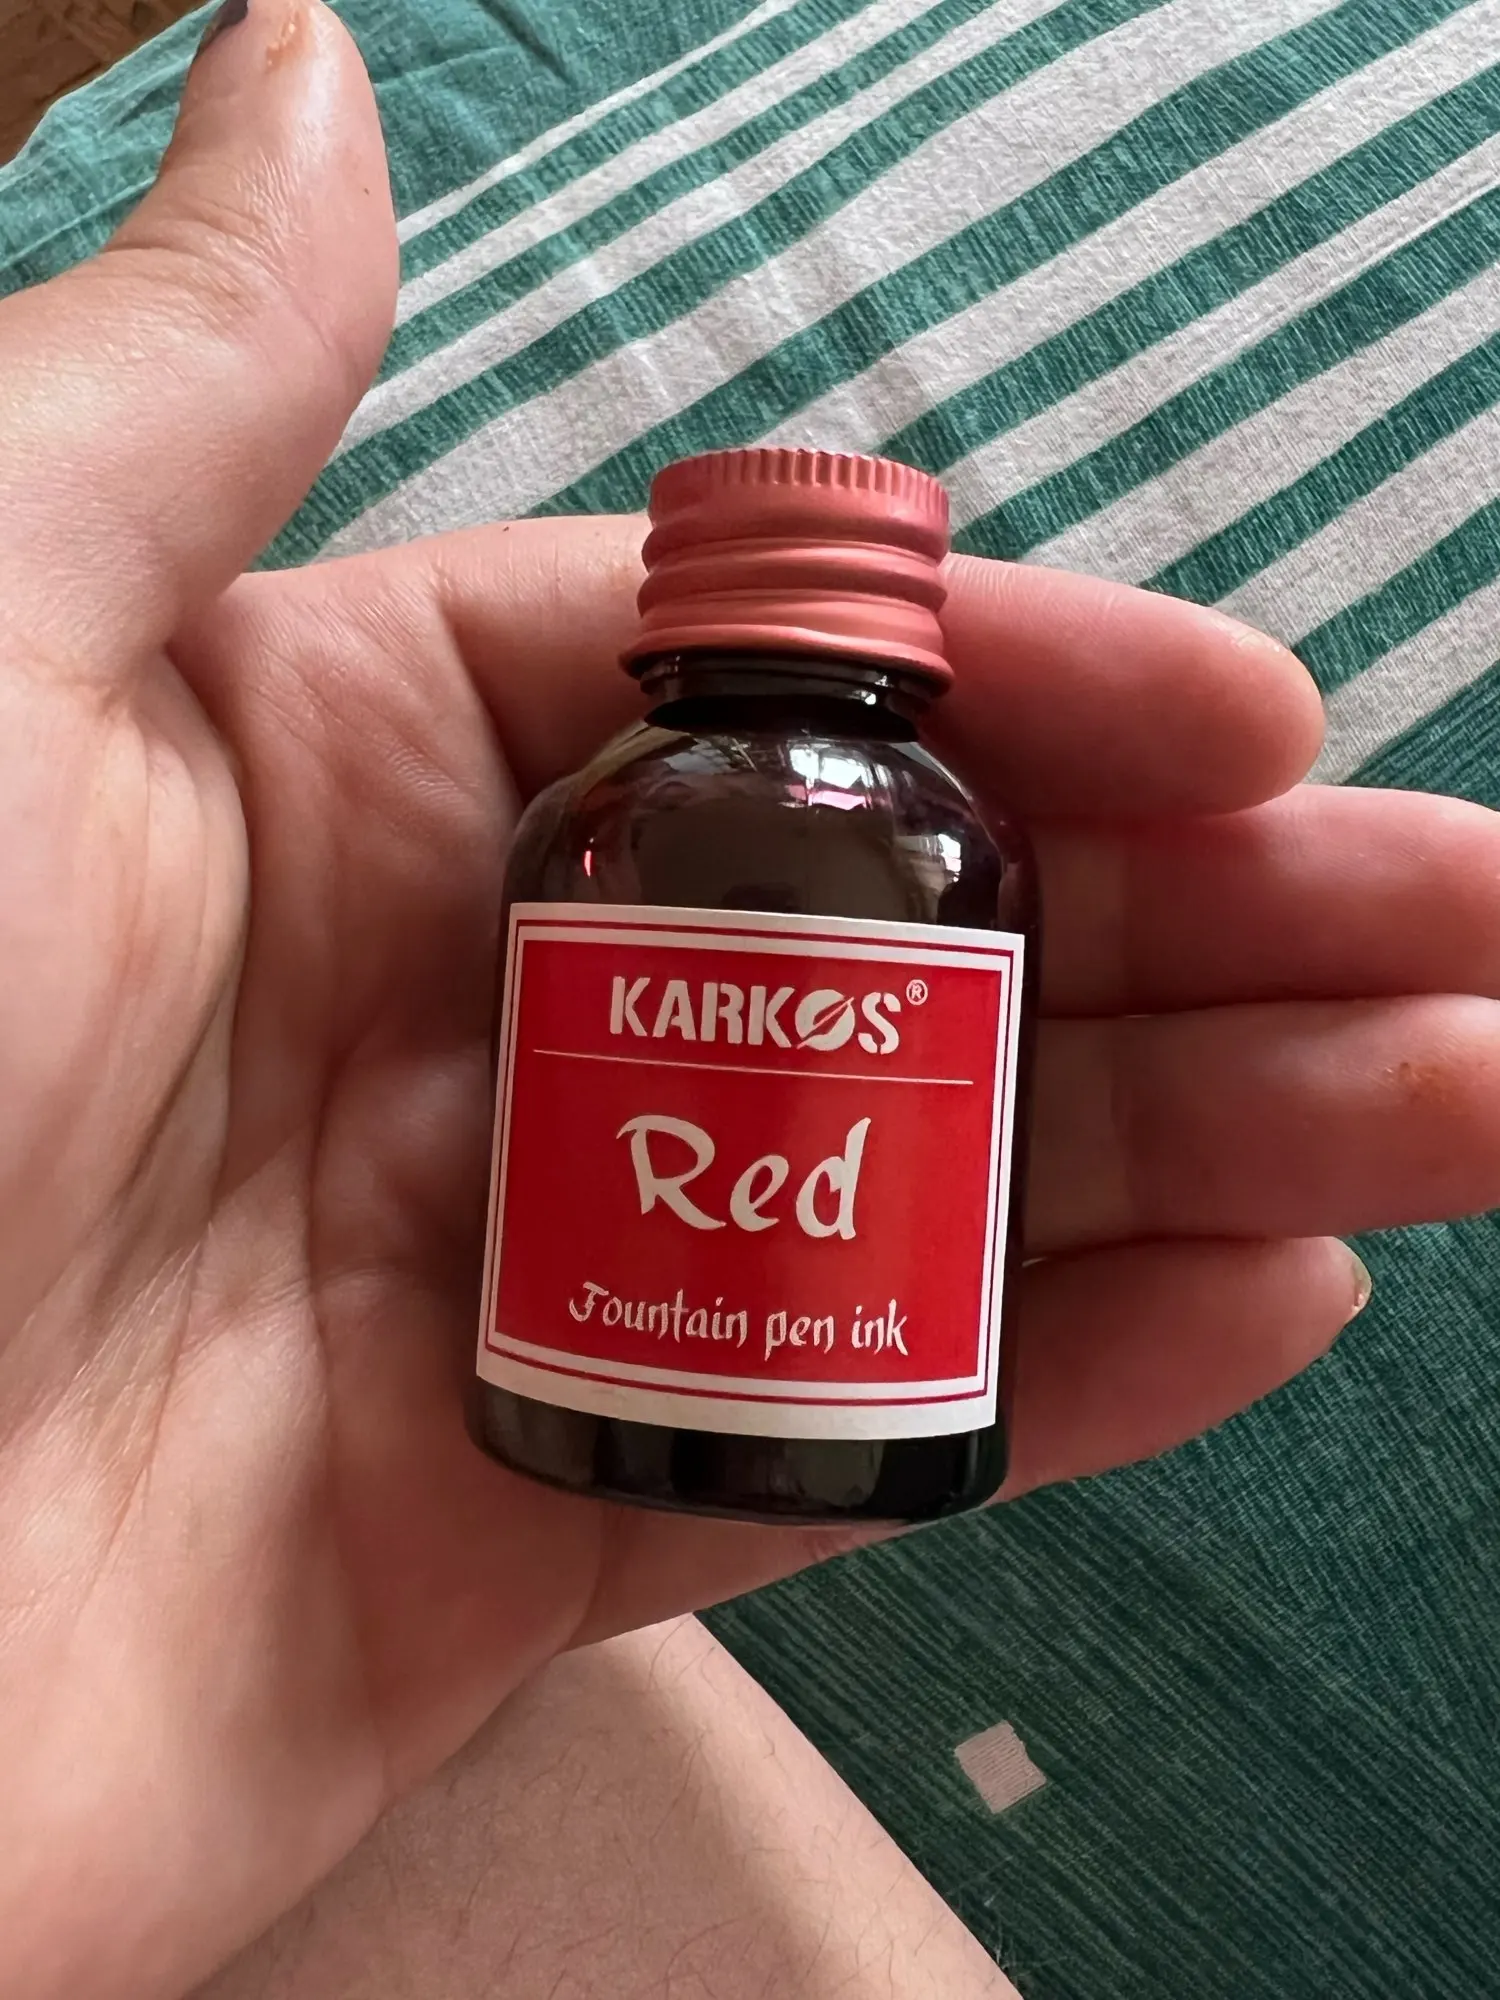 KARKOS®
Red
Fountain pen ink